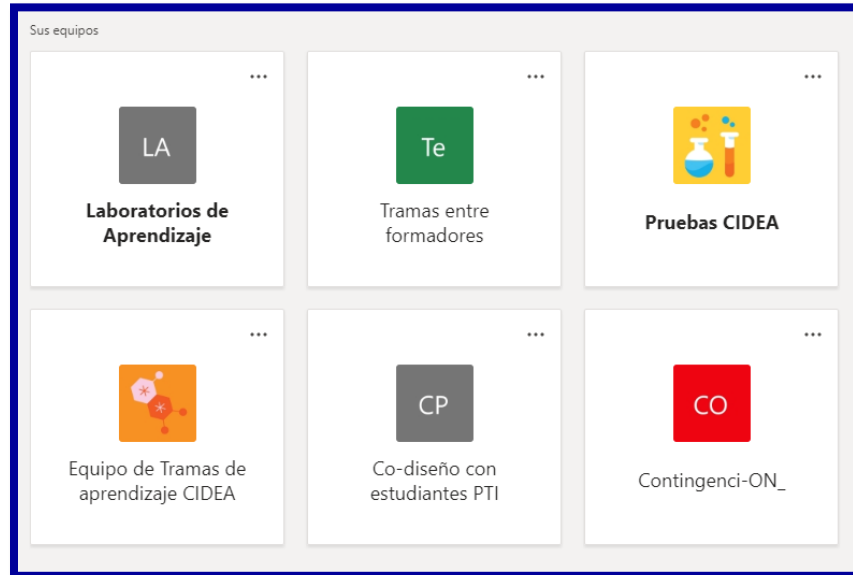 Sus equipos
LA
Laboratorios de
Aprendizaje
Te
Tramas entre
formadores
Pruebas CIDEA
Equipo de Tramas de
aprendizaje CIDEA
CP
Co-diseño con
estudiantes PTI
CO
Contingenci-ON_